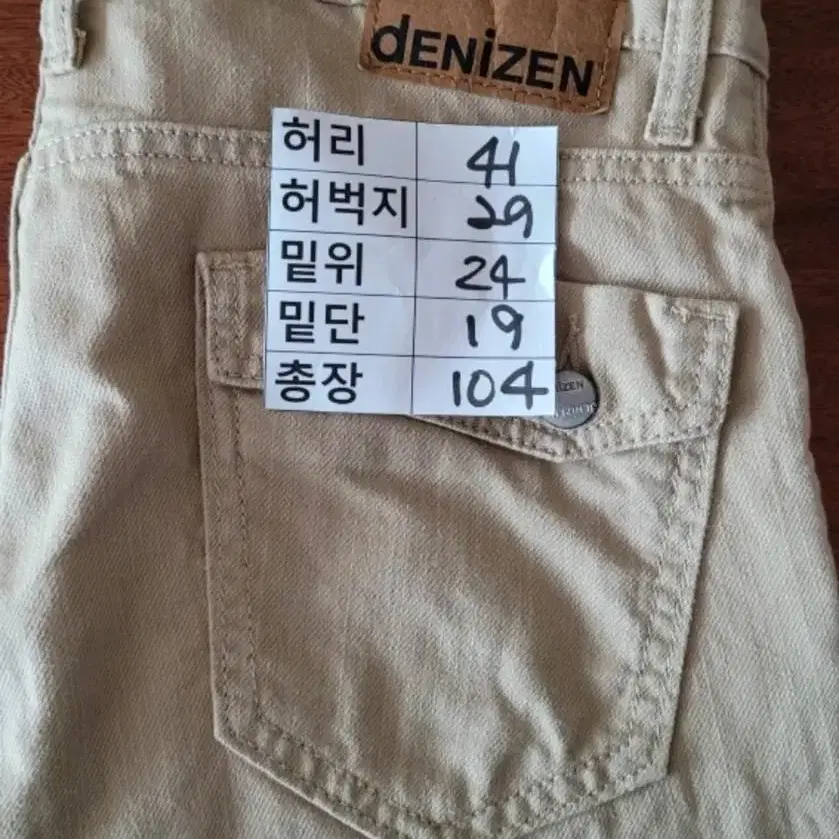 dENiZEN
허리 41
허벅지 29
밑위 24
밑단 19
총장 104